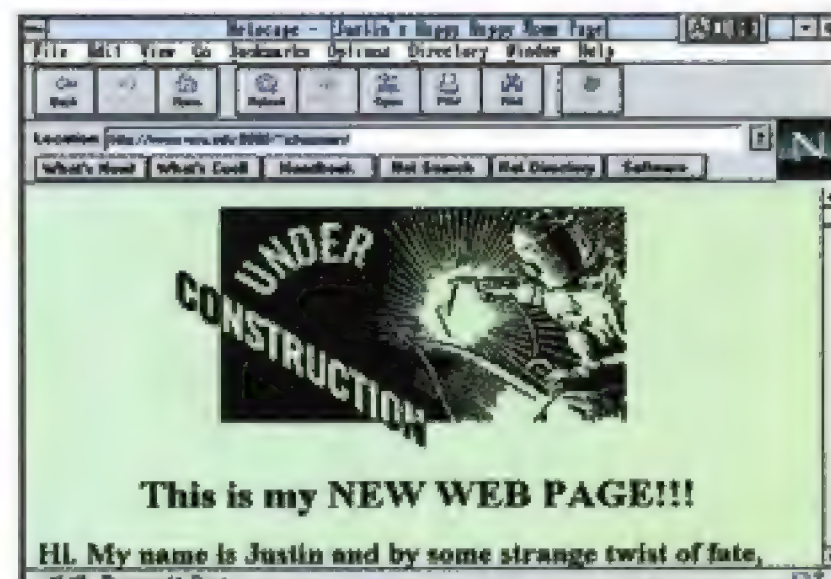 Netscape - [Justin's Happy Happy Home Page]
File Edit View Go Bookmarks Options Directory Window Help
Back Home Reload Open Print Find
Location:
What's New! What's Cool! Handbook Net Search Net Directory Software
N
UNDER
CONSTRUCTION
This is my NEW WEB PAGE!!!
Hi. My name is Justin and by some strange twist of fate,